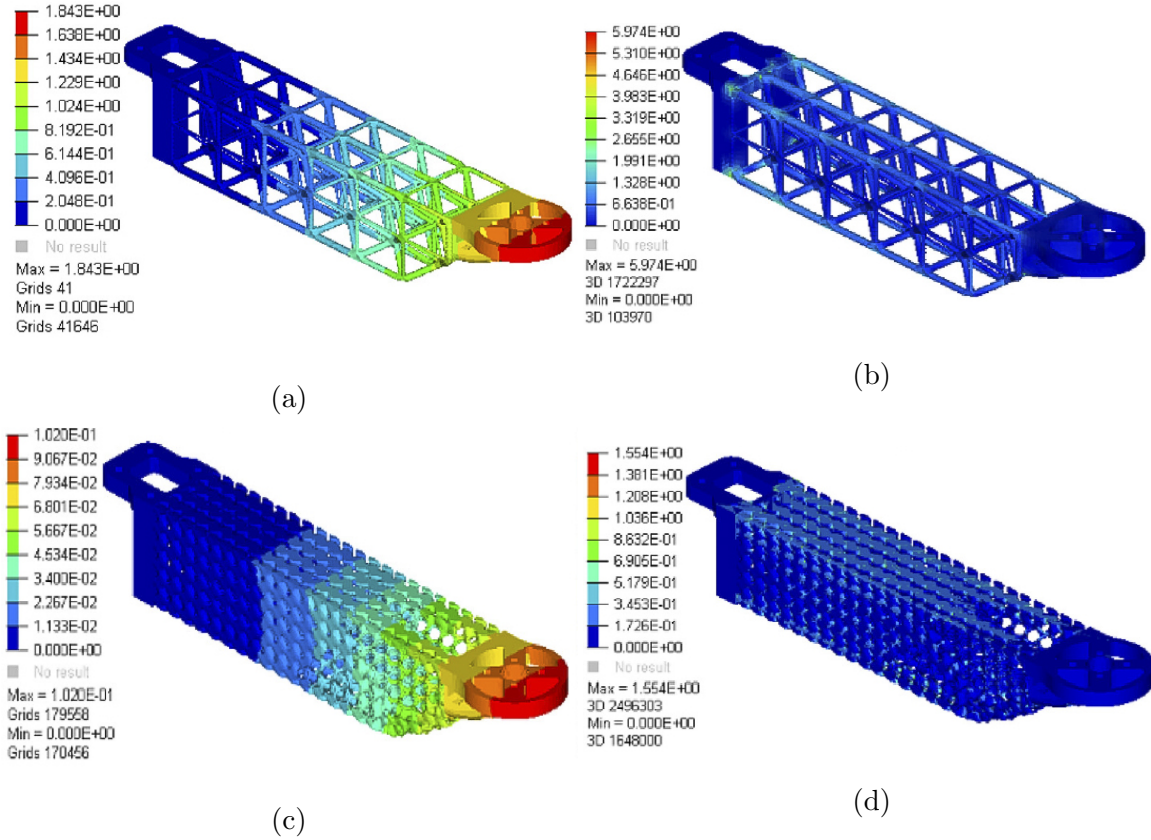 1.843E+00
1.638E+00
1.434E+00
1.229E+00
1.024E+00
8.192E-01
6.144E-01
4.096E-01
2.048E-01
0.000E+00
No result
Max = 1.843E+00
Grids 41
Min = 0.000E+00
Grids 41646
(a)
5.974E+00
5.310E+00
4.646E+00
3.983E+00
3.319E+00
2.655E+00
1.991E+00
1.328E+00
6.638E-01
0.000E+00
No result
Max = 5.974E+00
3D 1722297
Min = 0.000E+00
3D 103970
(b)
1.020E-01
9.067E-02
7.934E-02
6.801E-02
5.667E-02
4.534E-02
3.400E-02
2.267E-02
1.133E-02
0.000E+00
No result
Max = 1.020E-01
Grids 179558
Min = 0.000E+00
Grids 170456
(c)
1.554E+00
1.381E+00
1.208E+00
1.036E+00
8.632E-01
6.905E-01
5.179E-01
3.453E-01
1.726E-01
0.000E+00
No result
Max = 1.554E+00
3D 2496303
Min = 0.000E+00
3D 1648000
(d)